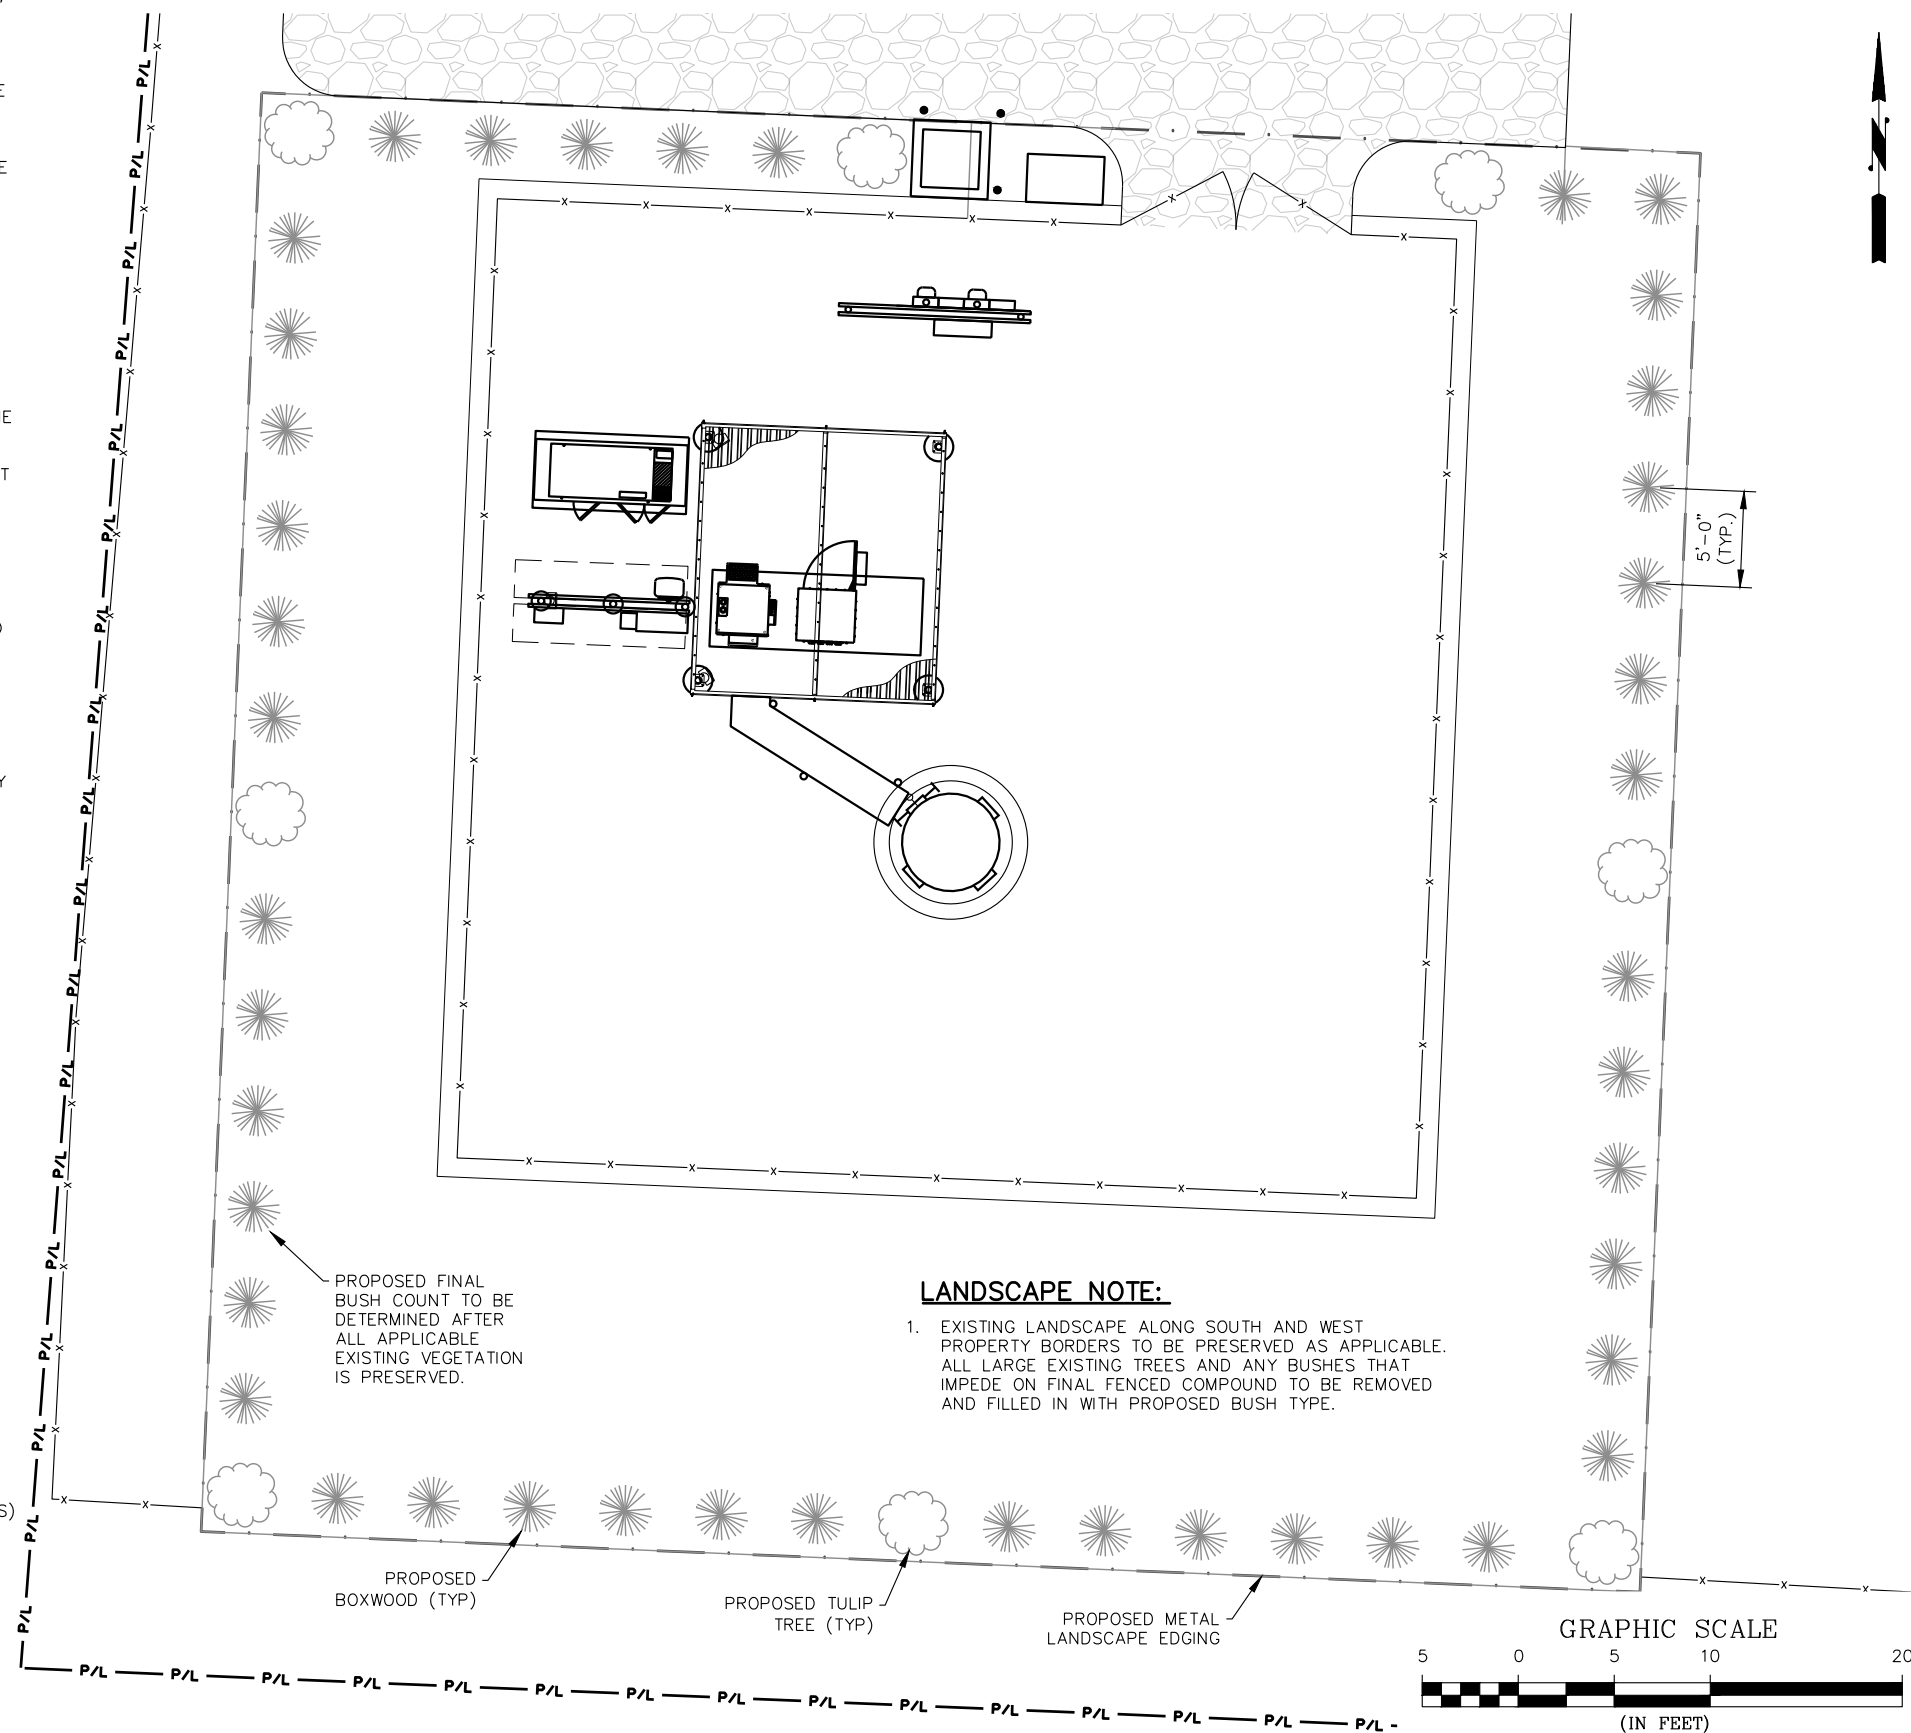 E
E
IE
T
)
Y
S)
5'-0"
(TYP.)
PROPOSED FINAL
BUSH COUNT TO BE
DETERMINED AFTER
ALL APPLICABLE
EXISTING VEGETATION
IS PRESERVED.
LANDSCAPE NOTE:
1. EXISTING LANDSCAPE ALONG SOUTH AND WEST
PROPERTY BORDERS TO BE PRESERVED AS APPLICABLE.
ALL LARGE EXISTING TREES AND ANY BUSHES THAT
IMPEDE ON FINAL FENCED COMPOUND TO BE REMOVED
AND FILLED IN WITH PROPOSED BUSH TYPE.
PROPOSED
BOXWOOD (TYP)
PROPOSED TULIP
TREE (TYP)
PROPOSED METAL
LANDSCAPE EDGING
GRAPHIC SCALE
5 0 5 10 20
(IN FEET)
N
P/L P/L P/L P/L P/L P/L P/L P/L P/L P/L P/L P/L P/L P/L P/L P/L P/L P/L
P/L P/L P/L P/L P/L P/L P/L P/L P/L P/L P/L P/L P/L P/L P/L